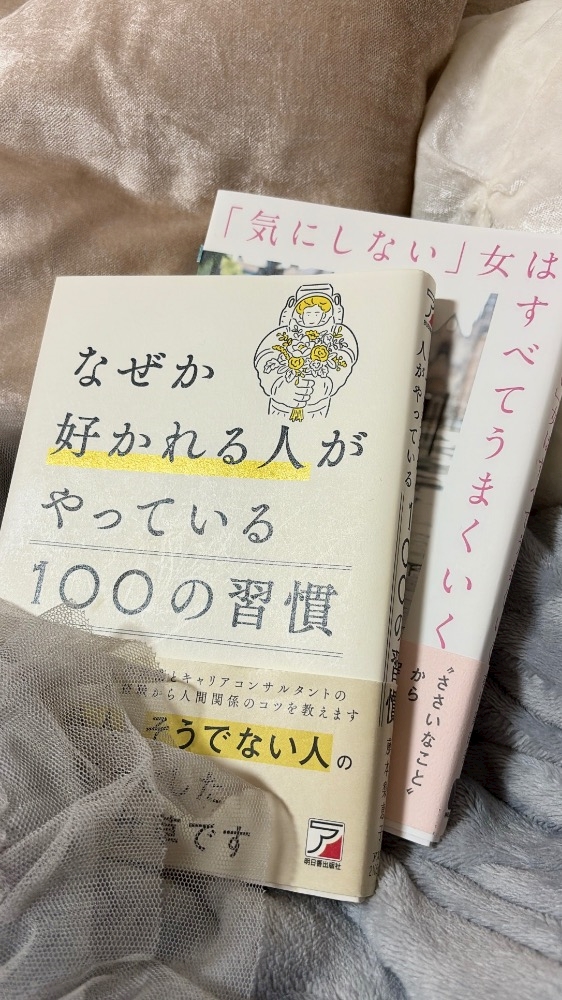 なぜか
好かれる人が
やっている
100の習慣
とキャリアコンサルタントの
から人間関係のコツを教えます
そうでない人の
した
です
ア
明日香出版社
人がやっている 100の習慣
「気にしない」女は
すべてうまくいく
“ささいなこと”
から